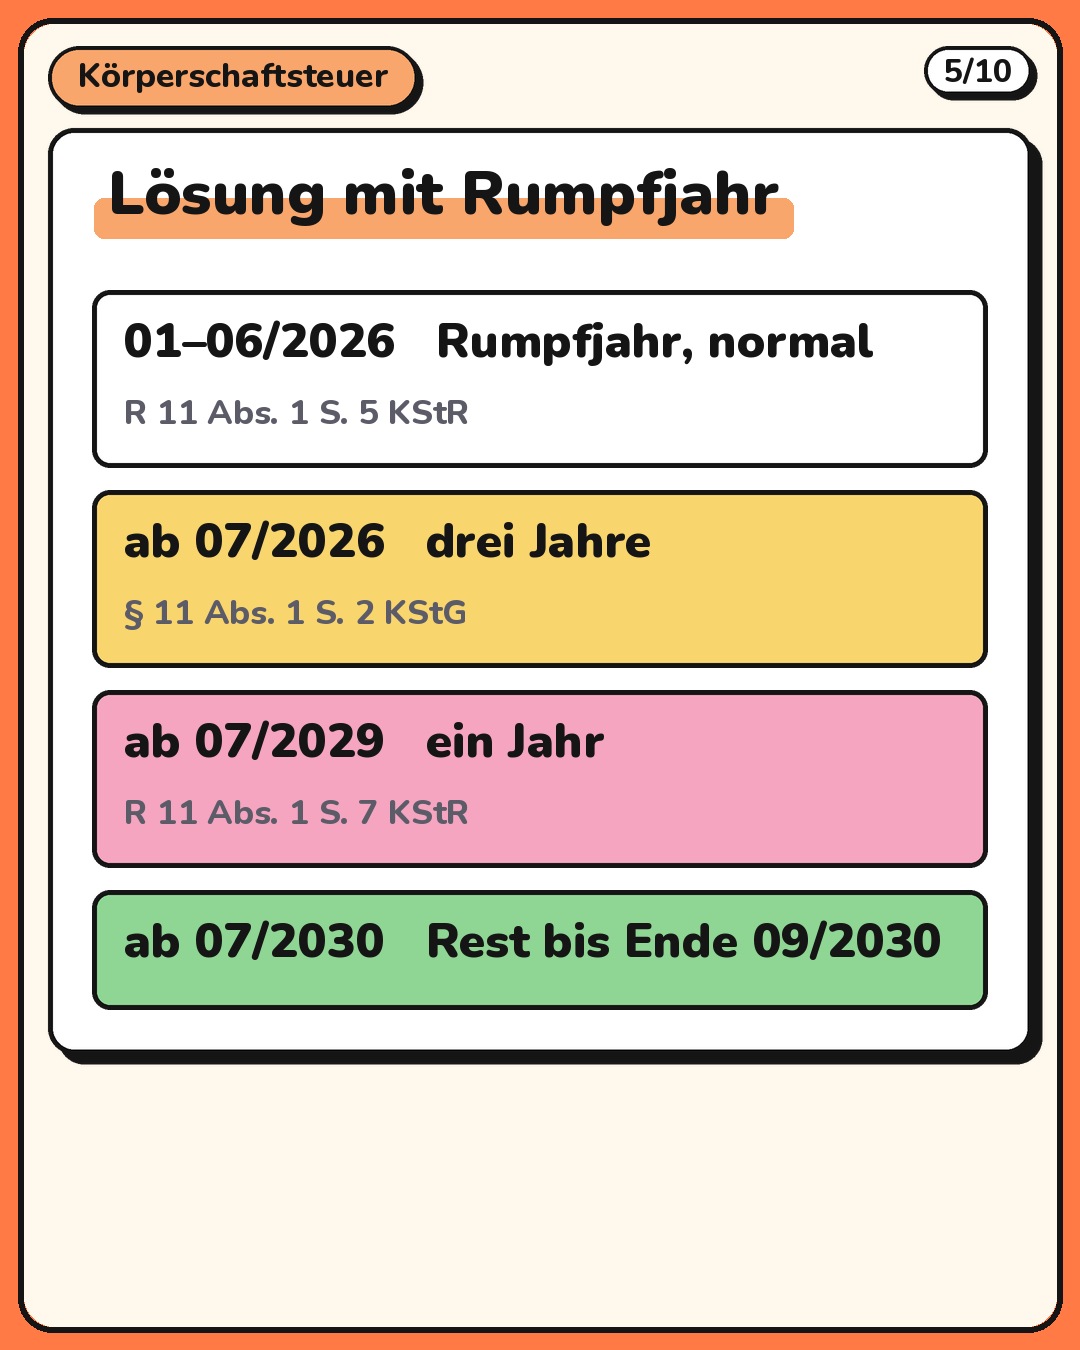 Körperschaftsteuer
5/10
Lösung mit Rumpfjahr
01–06/2026 Rumpfjahr, normal
R 11 Abs. 1 S. 5 KStR
ab 07/2026 drei Jahre
§ 11 Abs. 1 S. 2 KStG
ab 07/2029 ein Jahr
R 11 Abs. 1 S. 7 KStR
ab 07/2030 Rest bis Ende 09/2030